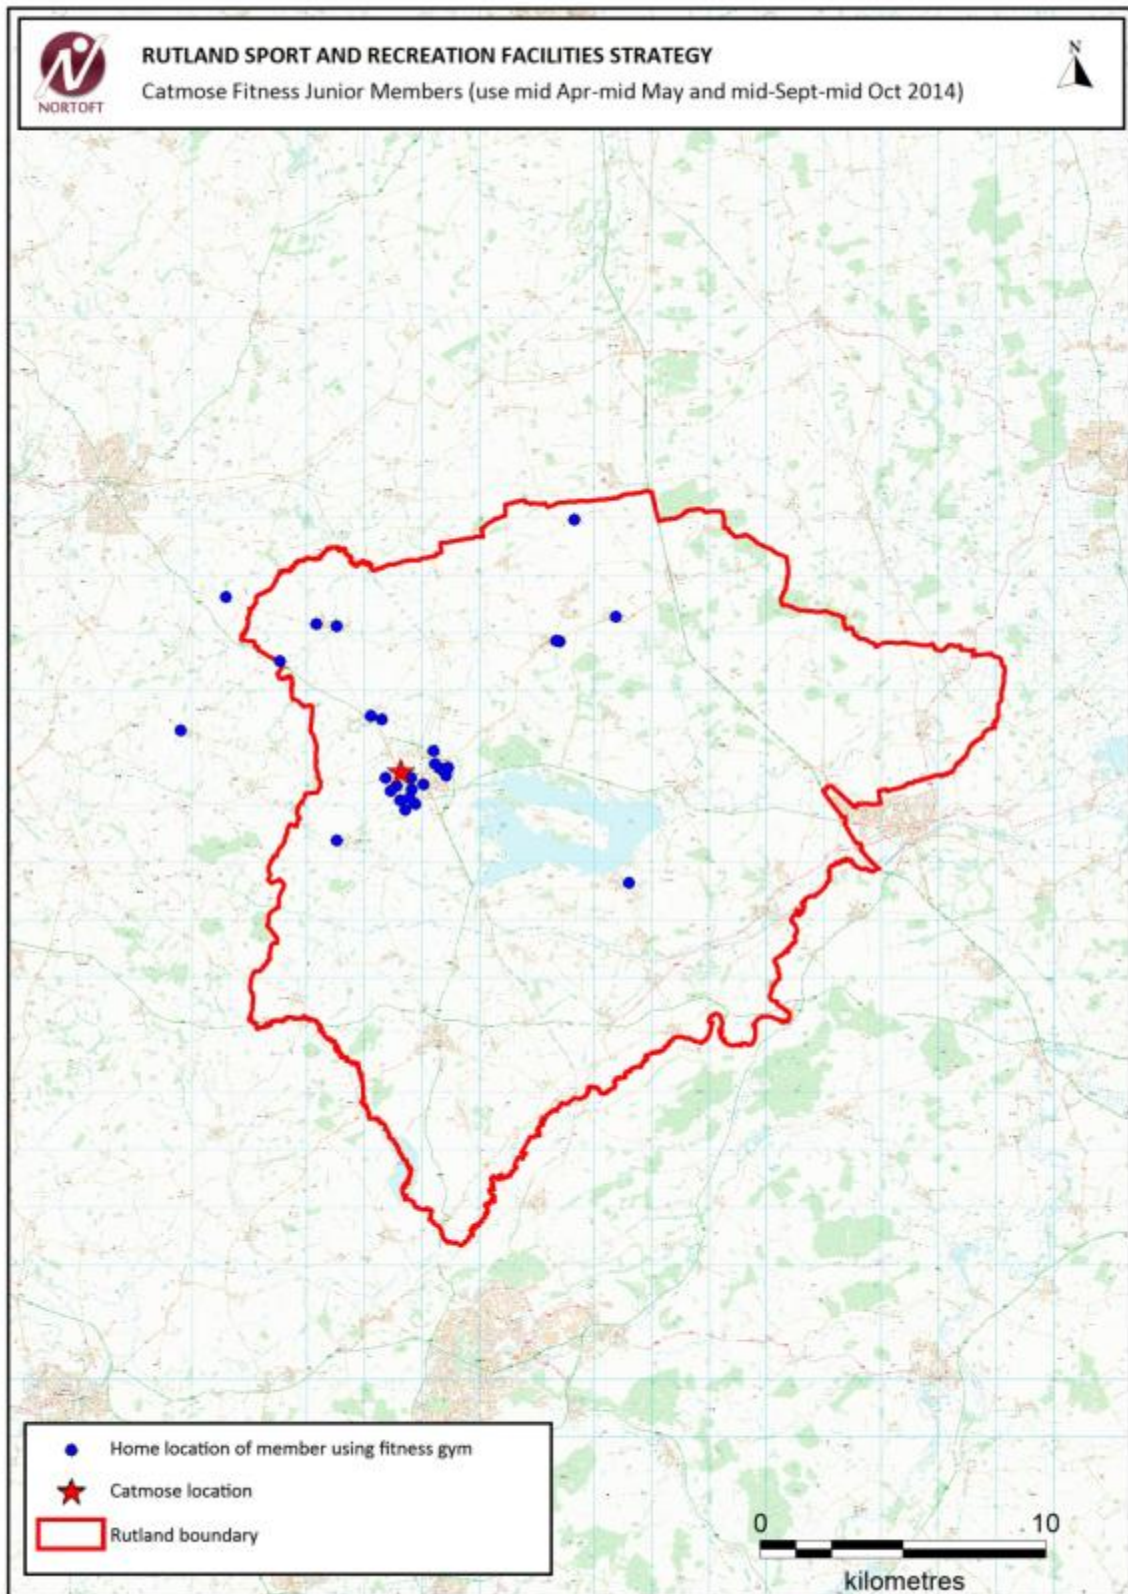 RUTLAND SPORT AND RECREATION FACILITIES STRATEGY
Catmose Fitness Junior Members (use mid Apr-mid May and mid-Sept-mid Oct 2014)
NORTOFT
N
Home location of member using fitness gym
Catmose location
Rutland boundary
0 10
kilometres